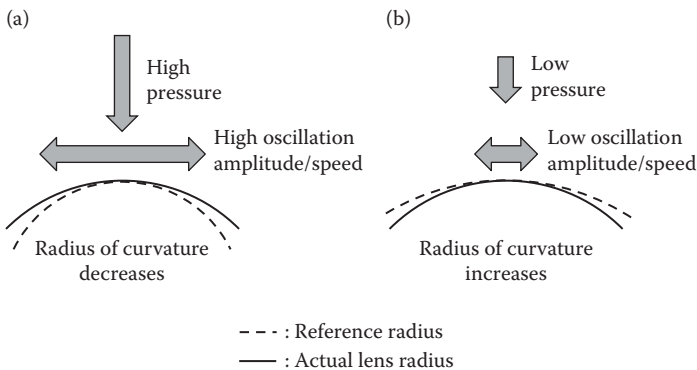 (a)
High
pressure
High oscillation
amplitude/speed
Radius of curvature
decreases
(b)
Low
pressure
Low oscillation
amplitude/speed
Radius of curvature
increases
: Reference radius
: Actual lens radius